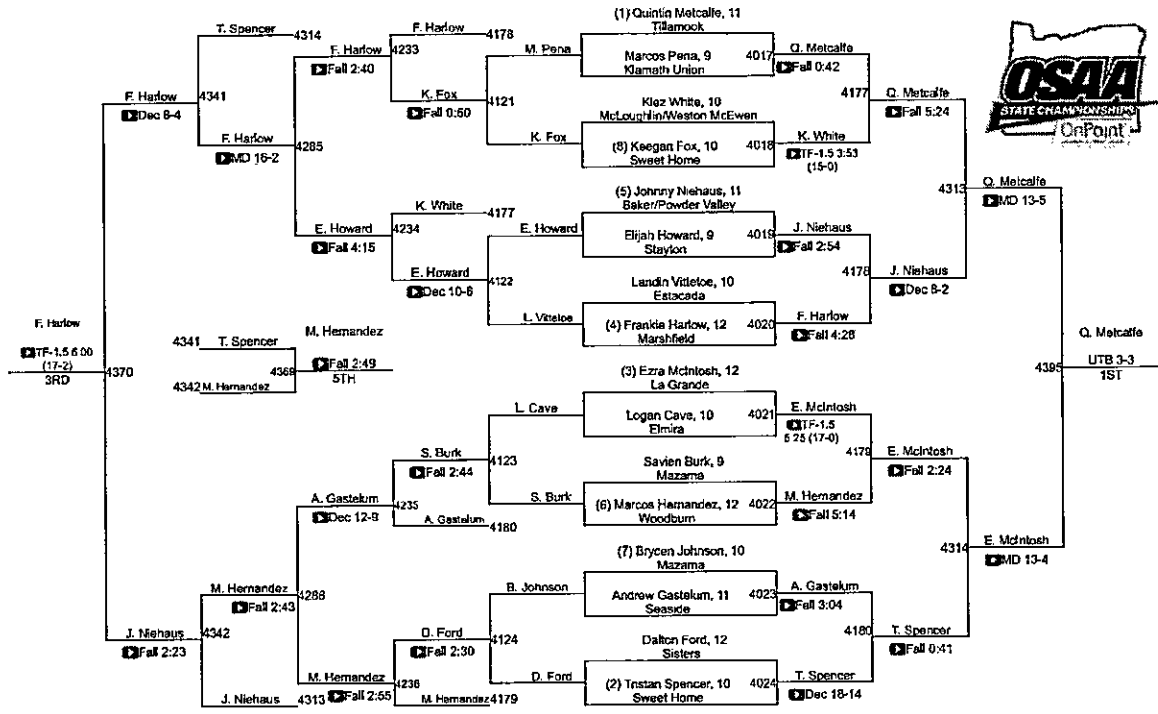 T. Spencer
4314
F. Harlow
4178
F. Harlow
4233
Fall 2:40
M. Pena
(1) Quintin Metcalfe, 11
Tillamook
Marcos Pena, 9
4017
Klamath Union
Q. Metcalfe
Fall 0:42
F. Harlow
4341
Dec 8-4
K. Fox
Fall 0:50
4121
4177
Q. Metcalfe
Fall 5:24
F. Harlow
4285
MD 16-2
K. Fox
Klez White, 10
McLoughlin/Weston McEwen
(8) Keegan Fox, 10
4018
Sweet Home
K. White
TF-1.5 3:53
(15-0)
OSAA
STATE CHAMPIONSHIPS
OnPoint
4313
Q. Metcalfe
MD 13-5
K. White
4177
E. Howard
4234
Fall 4:15
E. Howard
(5) Johnny Niehaus, 11
Baker/Powder Valley
Elijah Howard, 9
4019
Stayton
J. Niehaus
Fall 2:54
E. Howard
Dec 10-6
4122
4178
J. Niehaus
Dec 8-2
L. Vitteloe
Landin Vitteloe, 10
Estacada
(4) Frankie Harlow, 12
4020
Marshfield
F. Harlow
Fall 4:28
F. Harlow
TF-1.5 6:00
(17-2)
3RD
4370
4341
T. Spencer
4369
4342
M. Hernandez
M. Hernandez
Fall 2:49
5TH
4395
Q. Metcalfe
UTB 3-3
1ST
L. Cave
(3) Ezra McIntosh, 12
La Grande
Logan Cave, 10
4021
Elmira
E. McIntosh
TF-1.5
5:25 (17-0)
S. Burk
Fall 2:44
4123
4179
E. McIntosh
Fall 2:24
A. Gastelum
4235
Dec 12-9
S. Burk
Savien Burk, 9
Mazama
(6) Marcos Hernandez, 12
4022
Woodburn
M. Hernandez
Fall 5:14
A. Gastelum
4180
4314
E. McIntosh
MD 13-4
M. Hernandez
4286
Fall 2:43
B. Johnson
(7) Brycen Johnson, 10
Mazama
Andrew Gastelum, 11
4023
Seaside
A. Gastelum
Fall 3:04
J. Niehaus
4342
Fall 2:23
D. Ford
Fall 2:30
4124
4180
T. Spencer
Fall 0:41
M. Hernandez
Fall 2:55
4236
D. Ford
Dalton Ford, 12
Sisters
(2) Tristan Spencer, 10
4024
Sweet Home
T. Spencer
Dec 18-14
J. Niehaus
4313
M. Hernandez
4179